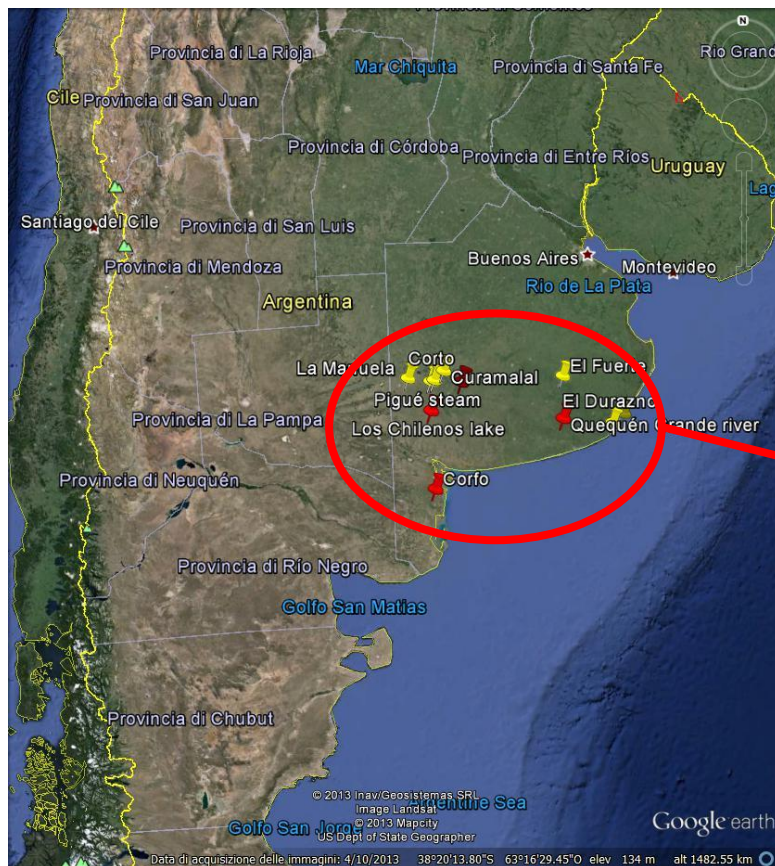 N
Provincia di La Rioja
Mar Chiquita
Provincia di Santa Fe
Rio Grand
Cile
Provincia di San Juan
Provincia di Córdoba
Provincia di Entre Ríos
Uruguay
Lag
Santiago del Cile
Provincia di San Luis
Buenos Aires
Montevideo
Provincia di Mendoza
Río de La Plata
Argentina
La Manuela
Corto
Curamalal
El Fuerte
Pigué steam
El Durazno
Provincia di La Pampa
Los Chilenos lake
Quequén Grande river
Provincia di Neuquén
Corfo
Provincia di Río Negro
Golfo San Matias
Provincia di Chubut
© 2013 Inav/Geosistemas SRL
Image Landsat
© 2013 Mapcity
US Dept of State Geographer
Argentine Sea
Golfo San Jorge
Google earth
Data di acquisizione delle immagini: 4/10/2013 38°20'13.80"S 63°16'29.45"O elev 134 m alt 1482.55 km